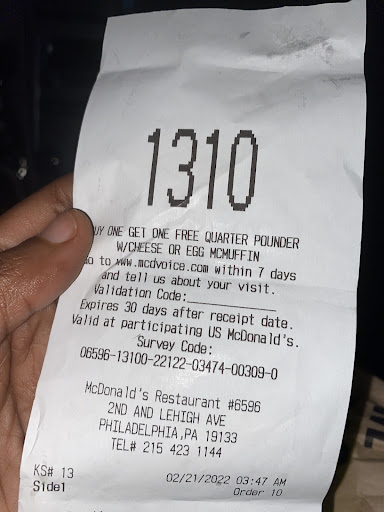 1310
BUY ONE GET ONE FREE QUARTER POUNDER
W/CHEESE OR EGG MCMUFFIN
Go to www.mcdvoice.com within 7 days
and tell us about your visit.
Validation Code:__________
Expires 30 days after receipt date.
Valid at participating US McDonald's.
Survey Code:
06596-13100-22122-03474-00309-0
McDonald's Restaurant #6596
2ND AND LEHIGH AVE
PHILADELPHIA,PA 19133
TEL# 215 423 1144
KS# 13 02/21/2022 03:47 AM
Side1 Order 10